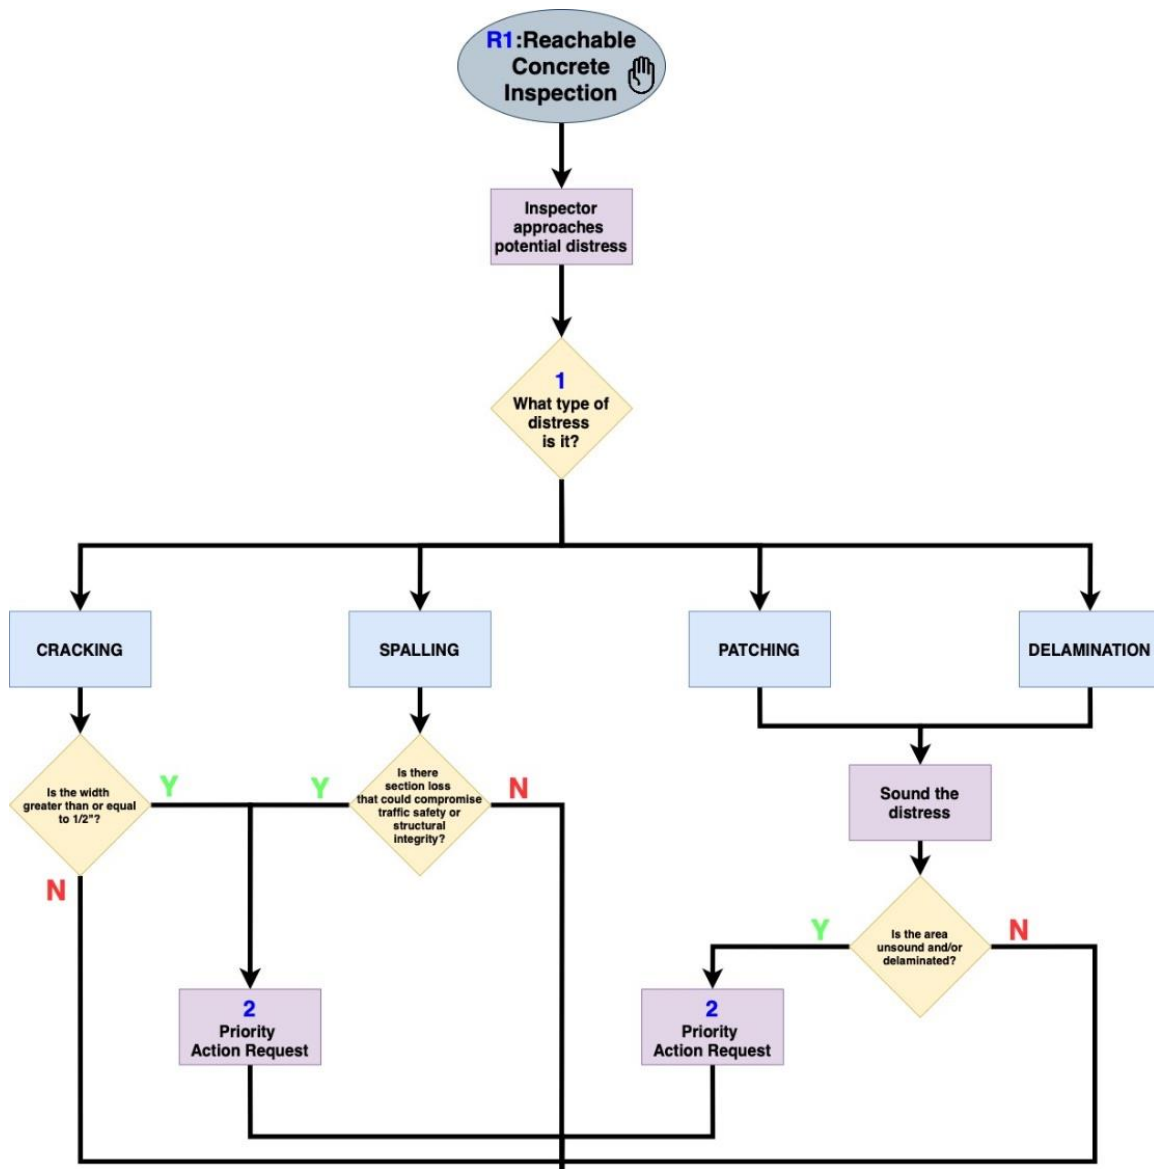 R1:Reachable
Concrete
Inspection
Inspector
approaches
potential distress
1
What type of
distress
is it?
CRACKING
SPALLING
PATCHING
DELAMINATION
Is the width
greater than or equal
to 1/2"?
Y
N
Is there
section loss
that could compromise
traffic safety or
structural
integrity?
Y
N
Sound the
distress
Is the area
unsound and/or
delaminated?
Y
N
2
Priority
Action Request
2
Priority
Action Request